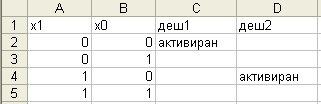 A B C D
1 x1 x0 деш1 деш2
2 0 0 активиран
3 0 1
4 1 0 активиран
5 1 1